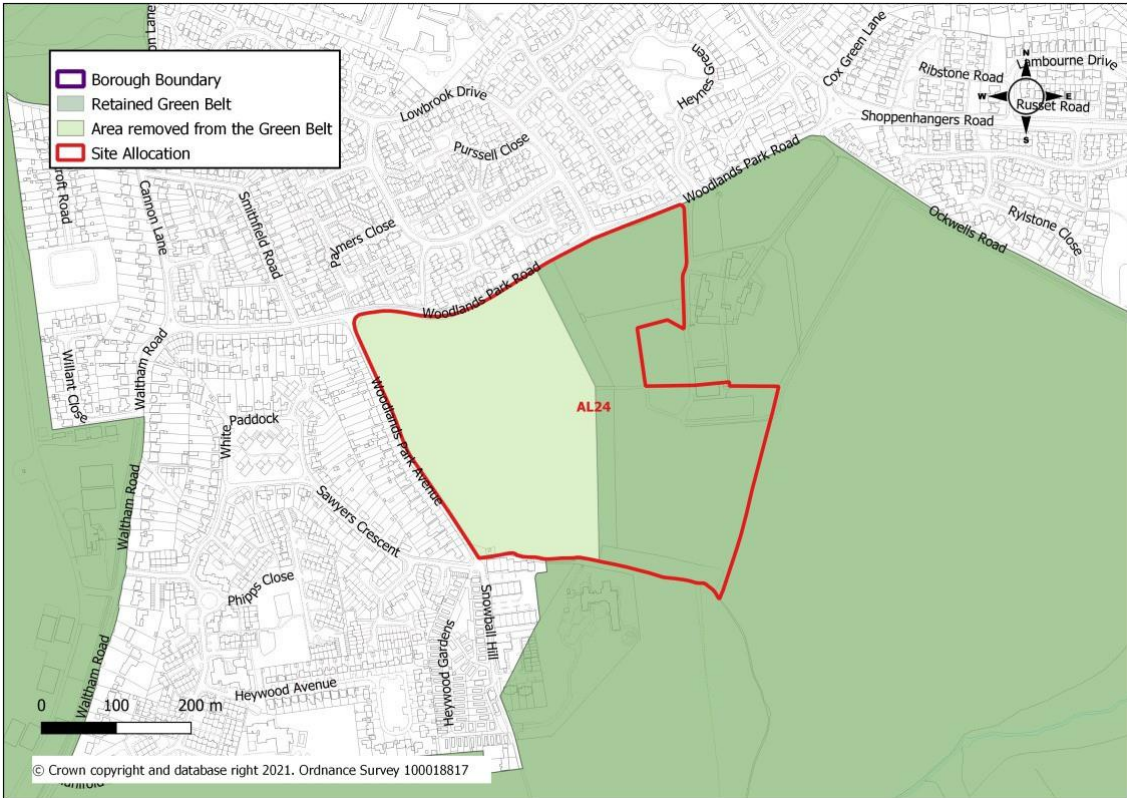 Borough Boundary
Retained Green Belt
Area removed from the Green Belt
Site Allocation
Lowbrook Drive
Purssell Close
Heynes Green
Cox Green Lane
Ribstone Road
Lambourne Drive
N
W
E
S
Russet Road
Shoppenhangers Road
Woodlands Park Road
Ockwells Road
Rylstone Close
Cannon Lane
Smithfield Road
Palmers Close
Woodlands Park Road
Willant Close
Waltham Road
White
Paddock
Woodlands Park Avenue
AL24
Waltham Road
Sawyers Crescent
Phipps Close
Snowball Hill
Heywood Gardens
Heywood Avenue
Waltham Road
0 100 200 m
© Crown copyright and database right 2021. Ordnance Survey 100018817